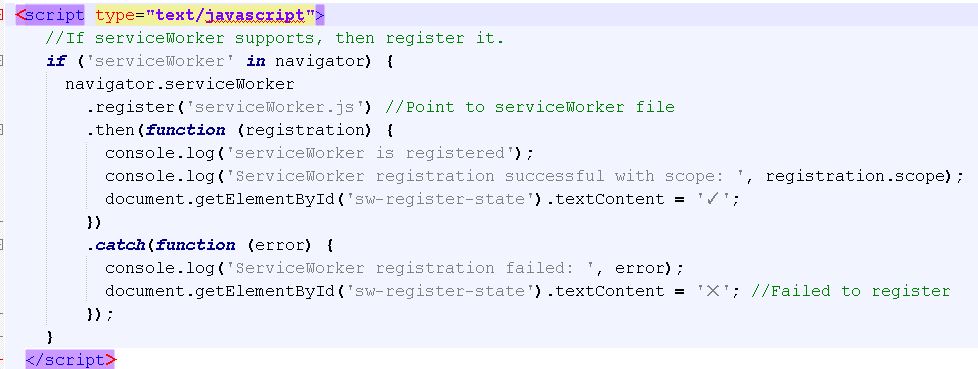 <script type="text/javascript">
//If serviceWorker supports, then register it.
if ('serviceWorker' in navigator) {
navigator.serviceWorker
.register('serviceWorker.js') //Point to serviceWorker file
.then(function (registration) {
console.log('serviceWorker is registered');
console.log('ServiceWorker registration successful with scope: ', registration.scope);
document.getElementById('sw-register-state').textContent = '✓';
})
.catch(function (error) {
console.log('ServiceWorker registration failed: ', error);
document.getElementById('sw-register-state').textContent = '✕'; //Failed to register
});
}
</script>